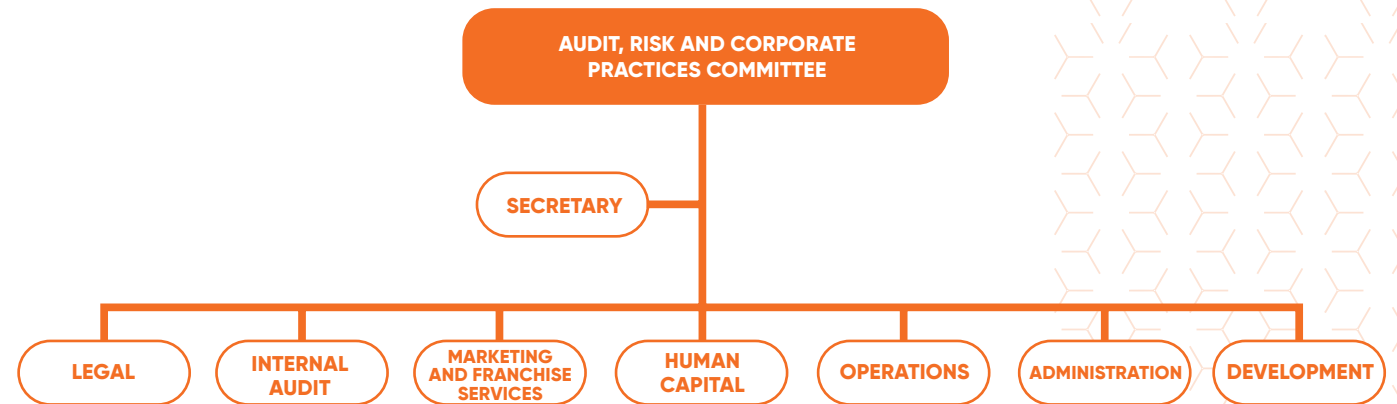 AUDIT, RISK AND CORPORATE
PRACTICES COMMITTEE
SECRETARY
LEGAL
INTERNAL
AUDIT
MARKETING
AND FRANCHISE
SERVICES
HUMAN
CAPITAL
OPERATIONS
ADMINISTRATION
DEVELOPMENT